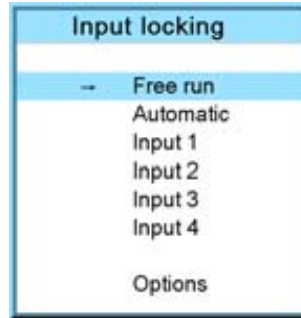 Input locking
→ Free run
Automatic
Input 1
Input 2
Input 3
Input 4
Options